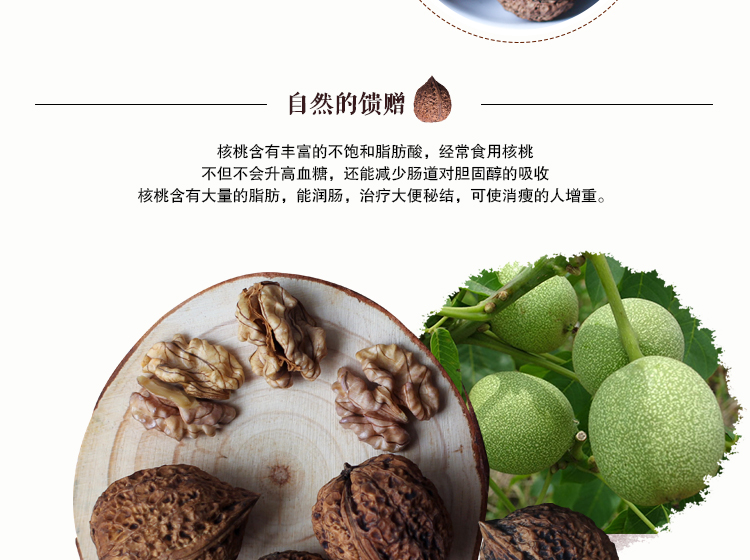 自然的馈赠
核桃含有丰富的不饱和脂肪酸，经常食用核桃
不但不会升高血糖，还能减少肠道对胆固醇的吸收
核桃含有大量的脂肪，能润肠，治疗大便秘结，可使消瘦的人增重。